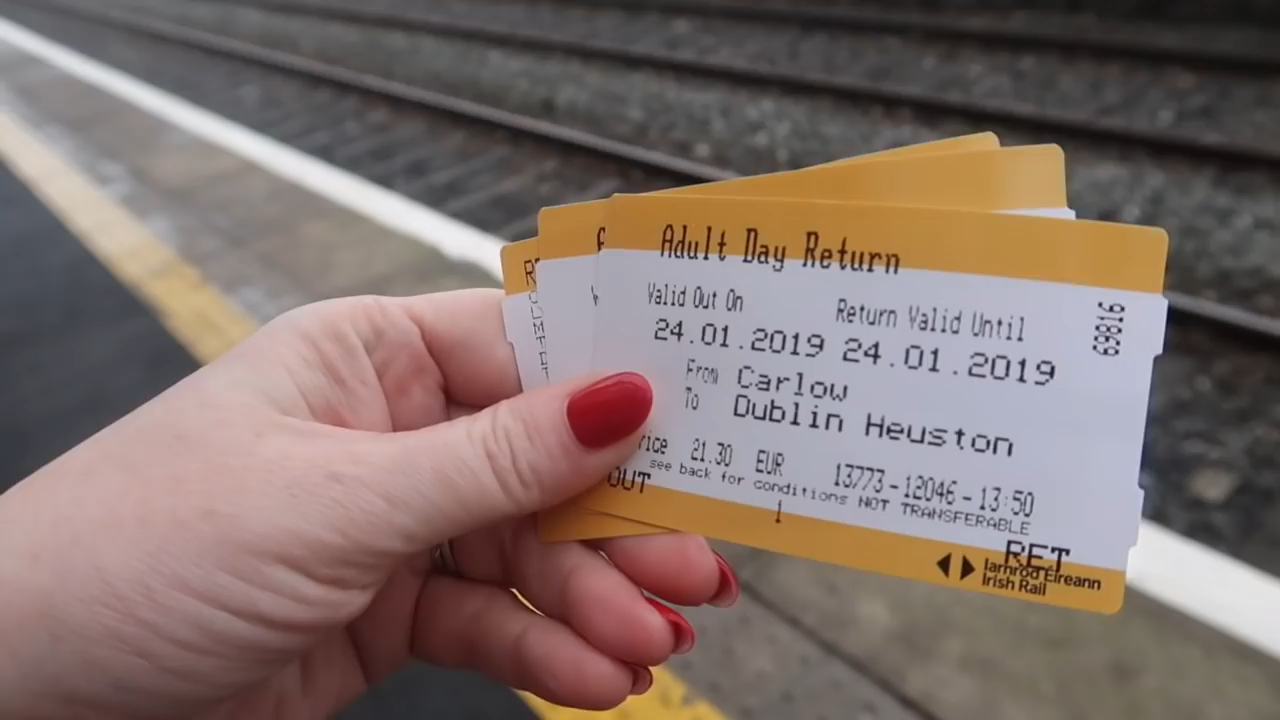 Adult Day Return
Valid Out On Return Valid Until
24.01.2019 24.01.2019
69816
From Carlow
To Dublin Heuston
21.30 EUR 13773-12046-13:50
see back for conditions NOT TRANSFERABLE
OUT
1
RET
Iarnród Éireann
Irish Rail